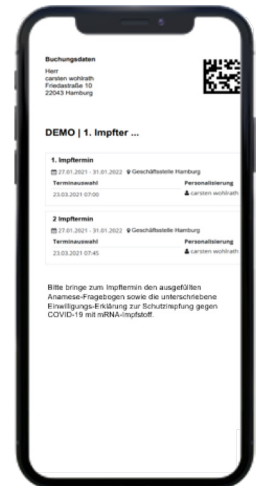 Buchungsdaten
Herr
carsten wohlrath
Friedastraße 10
22043 Hamburg
DEMO | 1. Impfter ...
1. Impftermin
27.01.2021 - 31.01.2022 Geschäftsstelle Hamburg
Terminauswahl Personalisierung
23.03.2021 07:00 carsten wohlrath
2 Impftermin
27.01.2021 - 31.01.2022 Geschäftsstelle Hamburg
Terminauswahl Personalisierung
23.03.2021 07:45 carsten wohlrath
Bitte bringe zum Impftermin den ausgefüllten
Anamese-Fragebogen sowie die unterschriebene
Einwilligungs-Erklärung zur Schutzimpfung gegen
COVID-19 mit mRNA-Impfstoff.